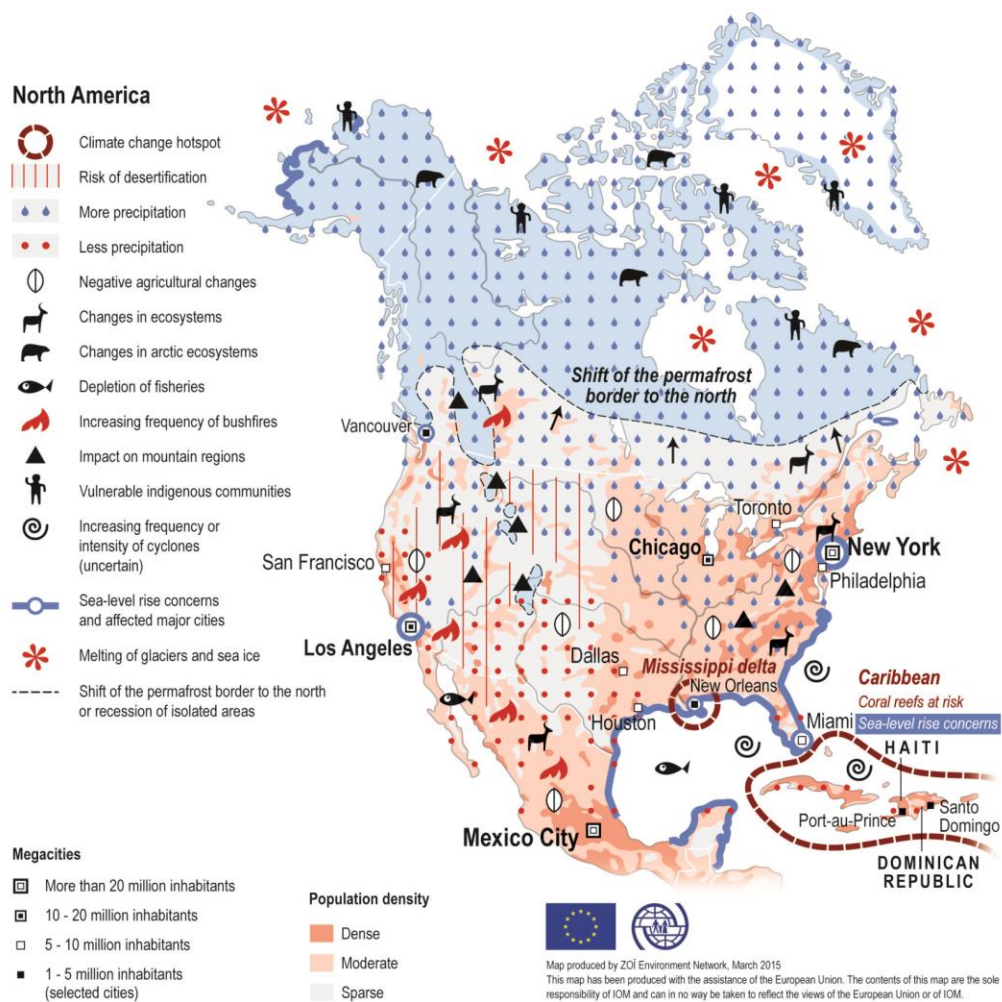 North America
Climate change hotspot
Risk of desertification
More precipitation
Less precipitation
Negative agricultural changes
Changes in ecosystems
Changes in arctic ecosystems
Depletion of fisheries
Increasing frequency of bushfires
Impact on mountain regions
Vulnerable indigenous communities
Increasing frequency or
intensity of cyclones
(uncertain)
Sea-level rise concerns
and affected major cities
Melting of glaciers and sea ice
Shift of the permafrost border to the north
or recession of isolated areas
Megacities
More than 20 million inhabitants
10 - 20 million inhabitants
5 - 10 million inhabitants
1 - 5 million inhabitants
(selected cities)
Population density
Dense
Moderate
Sparse
Shift of the permafrost
border to the north
Vancouver
Toronto
Chicago
New York
San Francisco
Philadelphia
Los Angeles
Dallas
Mississippi delta
New Orleans
Houston
Caribbean
Coral reefs at risk
Miami
Sea-level rise concerns
HAITI
Port-au-Prince
Santo
Domingo
Mexico City
DOMINICAN
REPUBLIC
Map produced by ZOÏ Environment Network, March 2015
This map has been produced with the assistance of the European Union. The contents of this map are the sole
responsibility of IOM and can in no way be taken to reflect the views of the European Union or of IOM.